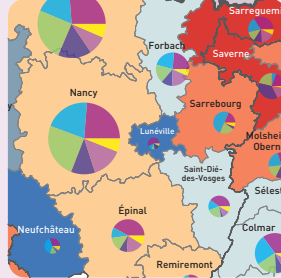 Sarreguem
Forbach
Saverne
Nancy
Sarrebourg
Lunéville
Molshei
Obern
Saint-Dié-
des-Vosges
Sélest
Épinal
Neufchâteau
Colmar
Remiremont